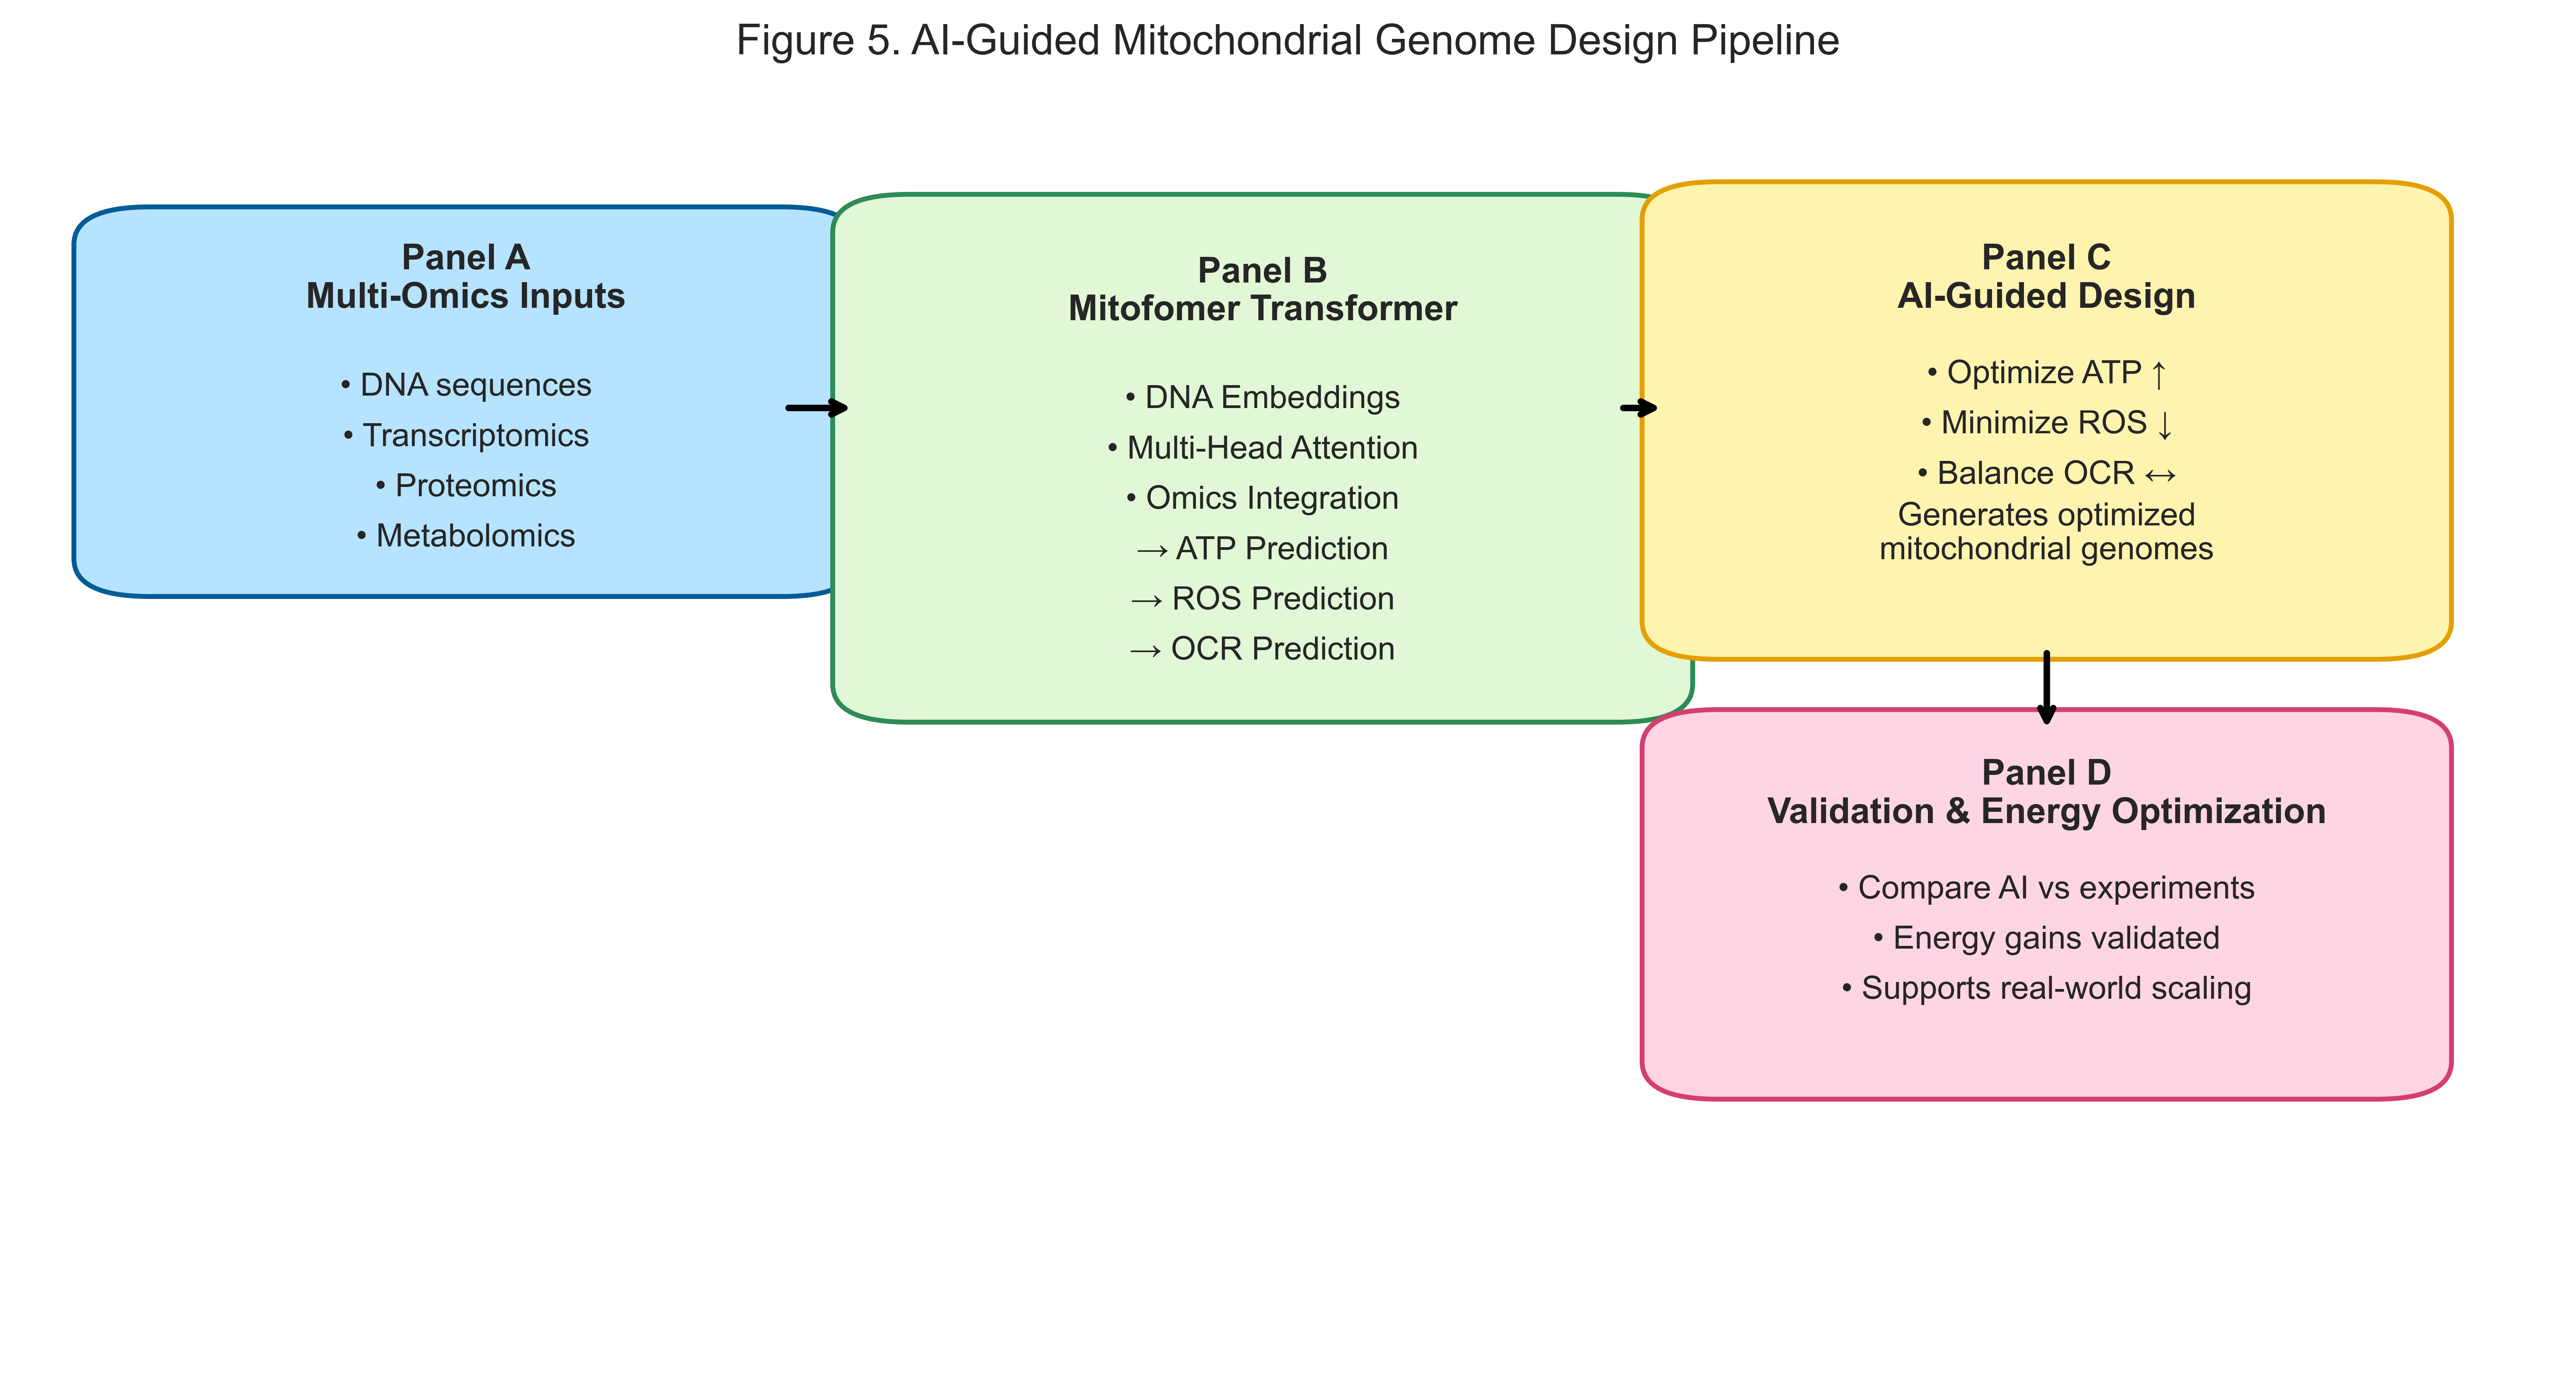 Figure 5. AI-Guided Mitochondrial Genome Design Pipeline
Panel A
Multi-Omics Inputs
• DNA sequences
• Transcriptomics
• Proteomics
• Metabolomics
Panel B
Mitofomer Transformer
• DNA Embeddings
• Multi-Head Attention
• Omics Integration
→ ATP Prediction
→ ROS Prediction
→ OCR Prediction
Panel C
AI-Guided Design
• Optimize ATP ↑
• Minimize ROS ↓
• Balance OCR ↔
Generates optimized
mitochondrial genomes
Panel D
Validation & Energy Optimization
• Compare AI vs experiments
• Energy gains validated
• Supports real-world scaling